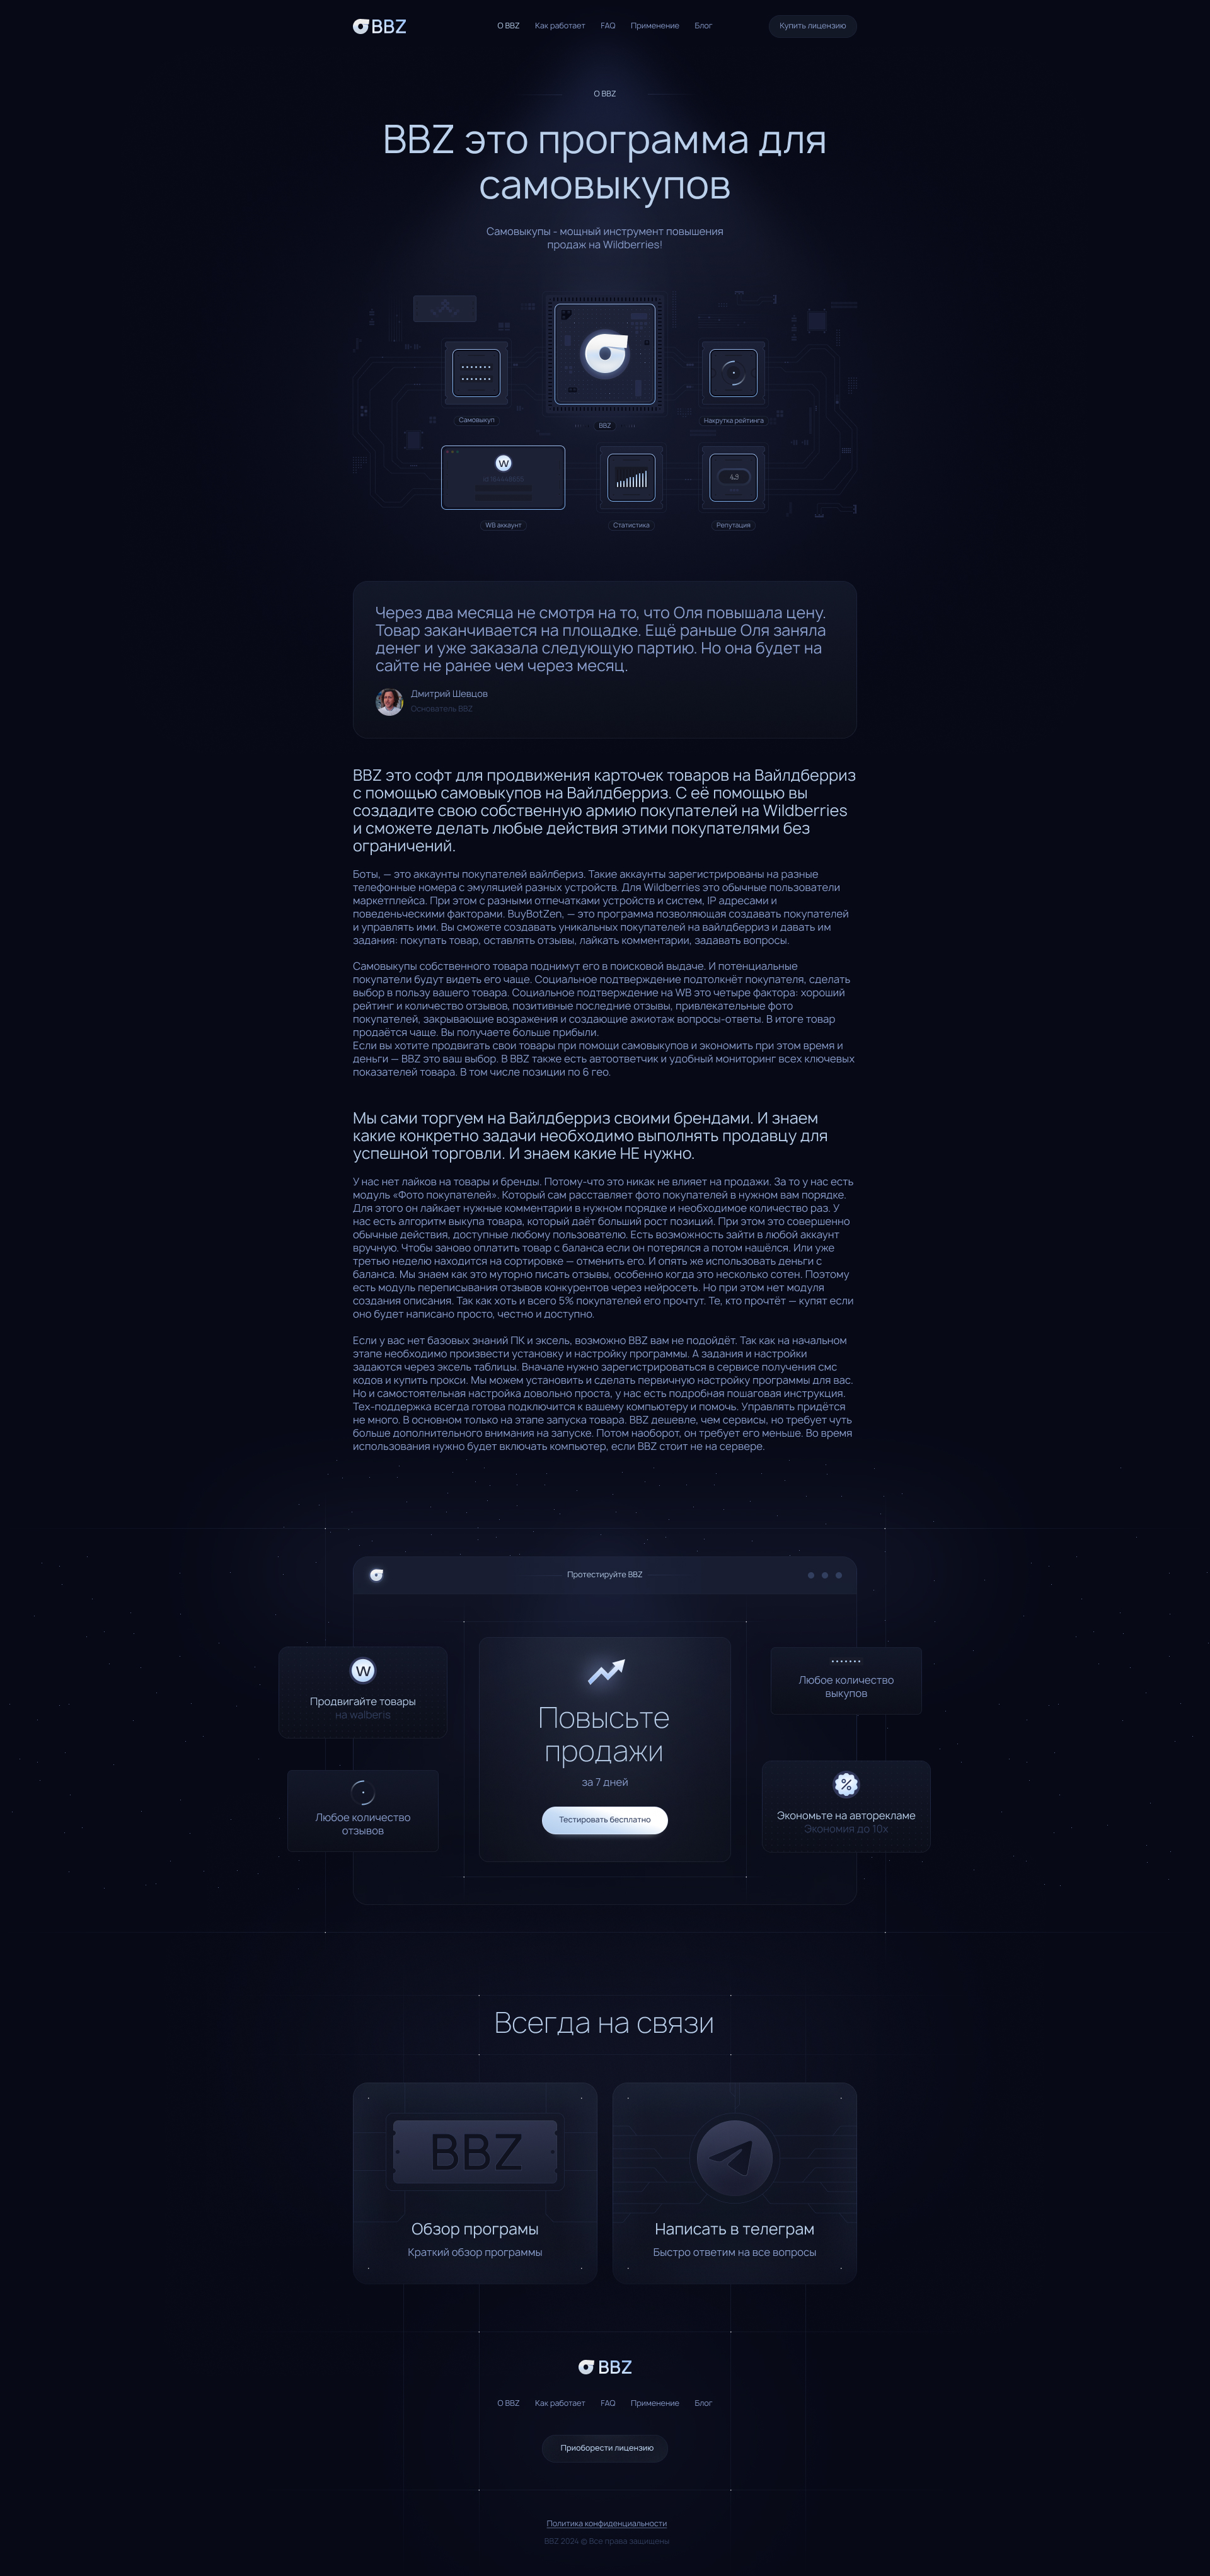 BBZ
О BBZ
Как работает
FAQ
Применение
Блог
Купить лицензию
О BBZ
BBZ это программа для
самовыкупов
Самовыкупы - мощный инструмент повышения
продаж на Wildberries!
Самовыкуп
BBZ
Накрутка рейтинга
W
4.9
WB аккаунт
Статистика
Репутация
Через два месяца не смотря на то, что Оля повышала цену.
Товар заканчивается на площадке. Ещё раньше Оля заняла
денег и уже заказала следующую партию. Но она будет на
сайте не ранее чем через месяц.
Дмитрий Шевцов
Основатель BBZ
BBZ это софт для продвижения карточек товаров на Вайлдберриз
с помощью самовыкупов на Вайлдберриз. С её помощью вы
создадите свою собственную армию покупателей на Wildberries
и сможете делать любые действия этими покупателями без
ограничений.
Боты, — это аккаунты покупателей вайлбериз. Такие аккаунты зарегистрированы на разные
телефонные номера с эмуляцией разных устройств. Для Wildberries это обычные пользователи
маркетплейса. При этом с разными отпечатками устройств и систем, IP адресами и
поведеньческими факторами. BuyBotZen, — это программа позволяющая создавать покупателей
и управлять ими. Вы сможете создавать уникальных покупателей на вайлдберриз и давать им
задания: покупать товар, оставлять отзывы, лайкать комментарии, задавать вопросы.
Самовыкупы собственного товара поднимут его в поисковой выдаче. И потенциальные
покупатели будут видеть его чаще. Социальное подтверждение подтолкнёт покупателя, сделать
выбор в пользу вашего товара. Социальное подтверждение на WB это четыре фактора: хороший
рейтинг и количество отзывов, позитивные последние отзывы, привлекательные фото
покупателей, закрывающие возражения и создающие ажиотаж вопросы-ответы. В итоге товар
продаётся чаще. Вы получаете больше прибыли.
Если вы хотите продвигать свои товары при помощи самовыкупов и экономить при этом время и
деньги — BBZ это ваш выбор. В BBZ также есть автоответчик и удобный мониторинг всех ключевых
показателей товара. В том числе позиции по 6 гео.
Мы сами торгуем на Вайлдберриз своими брендами. И знаем
какие конкретно задачи необходимо выполнять продавцу для
успешной торговли. И знаем какие НЕ нужно.
У нас нет лайков на товары и бренды. Потому-что это никак не влияет на продажи. За то у нас есть
модуль «Фото покупателей». Который сам расставляет фото покупателей в нужном вам порядке.
Для этого он лайкает нужные комментарии в нужном порядке и необходимое количество раз. У
нас есть алгоритм выкупа товара, который даёт больший рост позиций. При этом это совершенно
обычные действия, доступные любому пользователю. Есть возможность зайти в любой аккаунт
вручную. Чтобы заново оплатить товар с баланса если он потерялся а потом нашёлся. Или уже
третью неделю находится на сортировке — отменить его. И опять же использовать деньги с
баланса. Мы знаем как это муторно писать отзывы, особенно когда это несколько сотен. Поэтому
есть модуль переписывания отзывов конкурентов через нейросеть. Но при этом нет модуля
создания описания. Так как хоть и всего 5% покупателей его прочтут. Те, кто прочтёт — купят если
оно будет написано просто, честно и доступно.
Если у вас нет базовых знаний ПК и эксель, возможно BBZ вам не подойдёт. Так как на начальном
этапе необходимо произвести установку и настройку программы. А задания и настройки
задаются через эксель таблицы. Вначале нужно зарегистрироваться в сервисе получения смс
кодов и купить прокси. Мы можем установить и сделать первичную настройку программы для вас.
Но и самостоятельная настройка довольно проста, у нас есть подробная пошаговая инструкция.
Тех-поддержка всегда готова подключится к вашему компьютеру и помочь. Управлять придётся
не много. В основном только на этапе запуска товара. BBZ дешевле, чем сервисы, но требует чуть
больше дополнительного внимания на запуске. Потом наоборот, он требует его меньше. Во время
использования нужно будет включать компьютер, если BBZ стоит не на сервере.
Протестируйте BBZ
W
Продвигайте товары
на walberis
Любое количество
отзывов
Повысьте
продажи
за 7 дней
Тестировать бесплатно
Любое количество
выкупов
Экономьте на авторекламе
Экономия до 10x
Всегда на связи
BBZ
Обзор програмы
Краткий обзор программы
Написать в телеграм
Быстро ответим на все вопросы
BBZ
О BBZ
Как работает
FAQ
Применение
Блог
Приоборести лицензию
Политика конфиденциальности
BBZ 2024 © Все права защищены